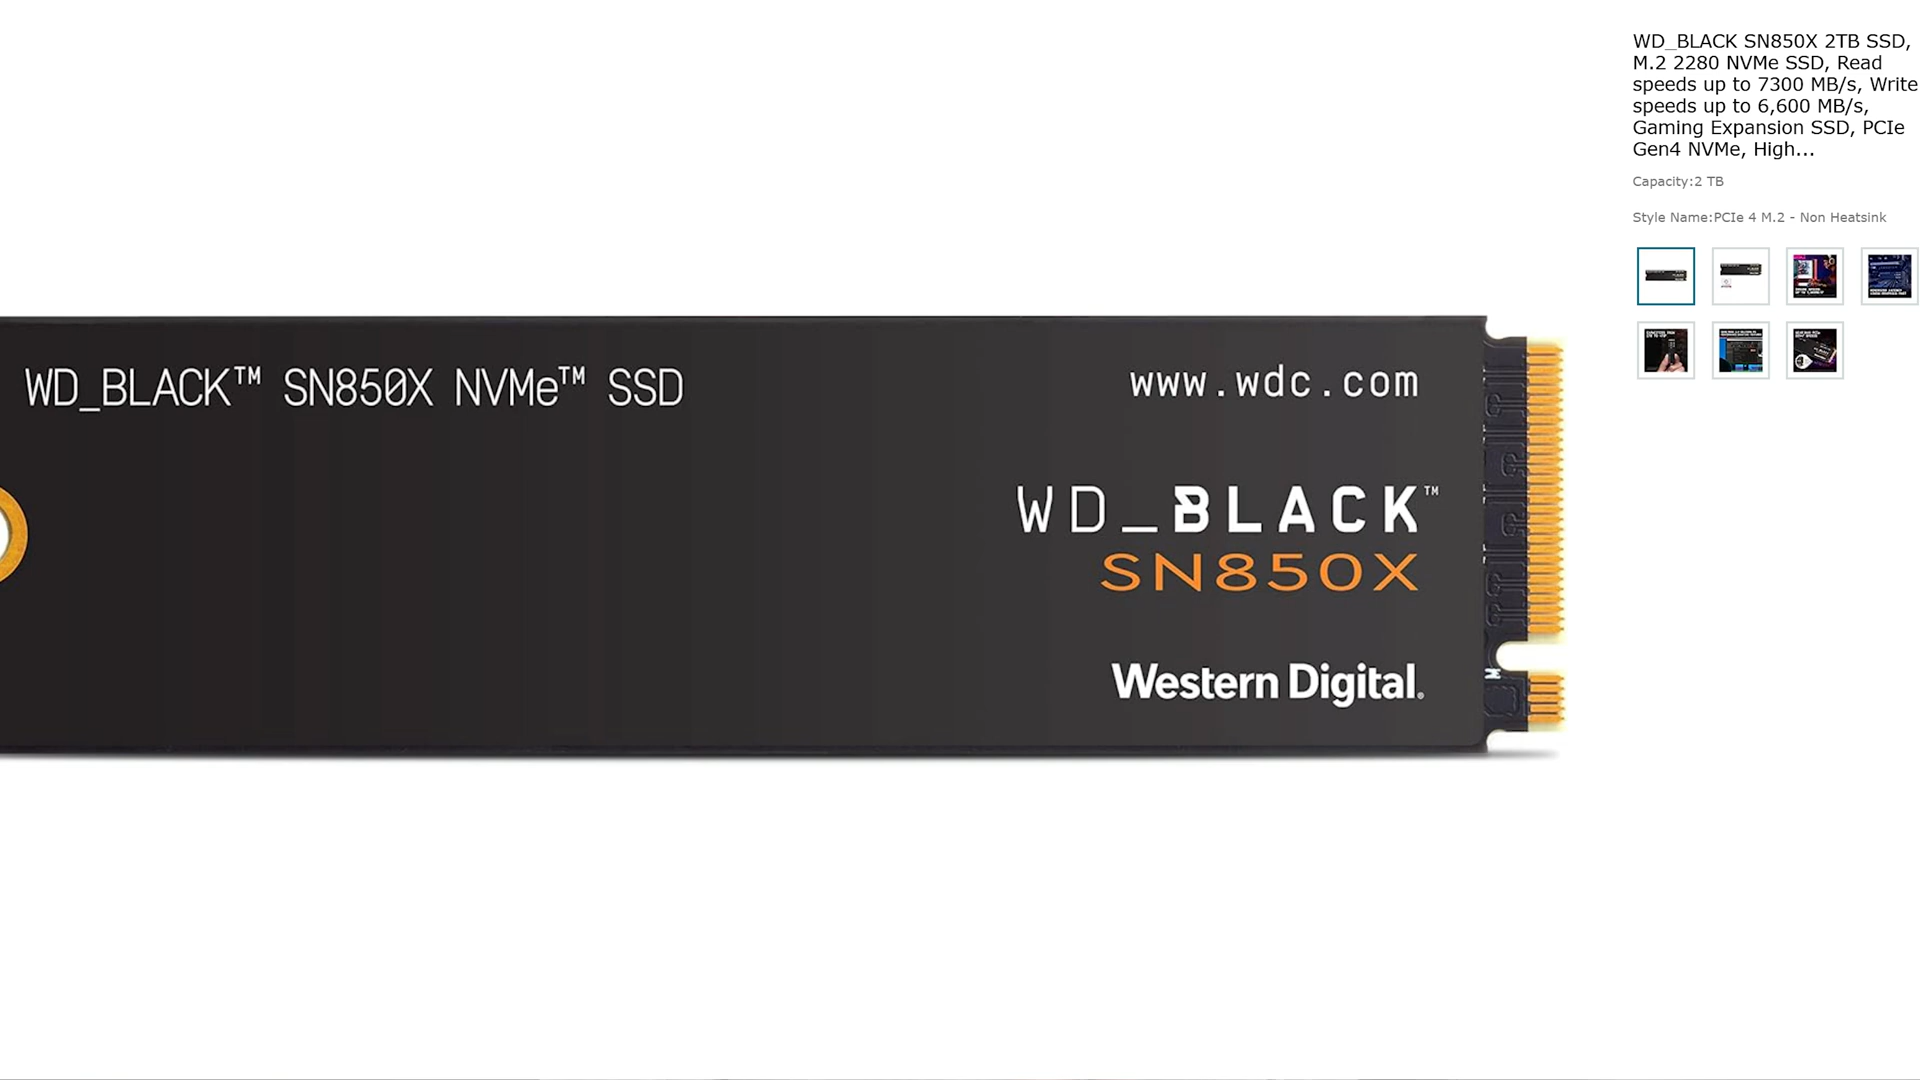 WD_BLACK™ SN850X NVMe™ SSD
www.wdc.com
WD_BLACK™
SN850X
Western Digital®
M
WD_BLACK SN850X 2TB SSD,
M.2 2280 NVMe SSD, Read
speeds up to 7300 MB/s, Write
speeds up to 6,600 MB/s,
Gaming Expansion SSD, PCIe
Gen4 NVMe, High...
Capacity:2 TB
Style Name:PCIe 4 M.2 - Non Heatsink